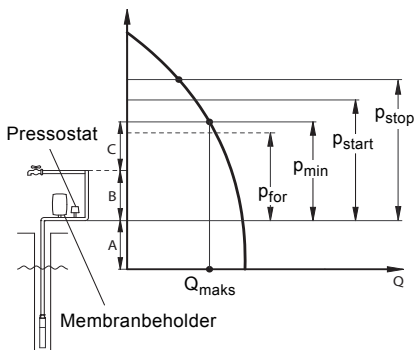 Pressostat
Membranbeholder
C
B
A
p_stop
p_start
p_min
p_for
Q_maks
Q